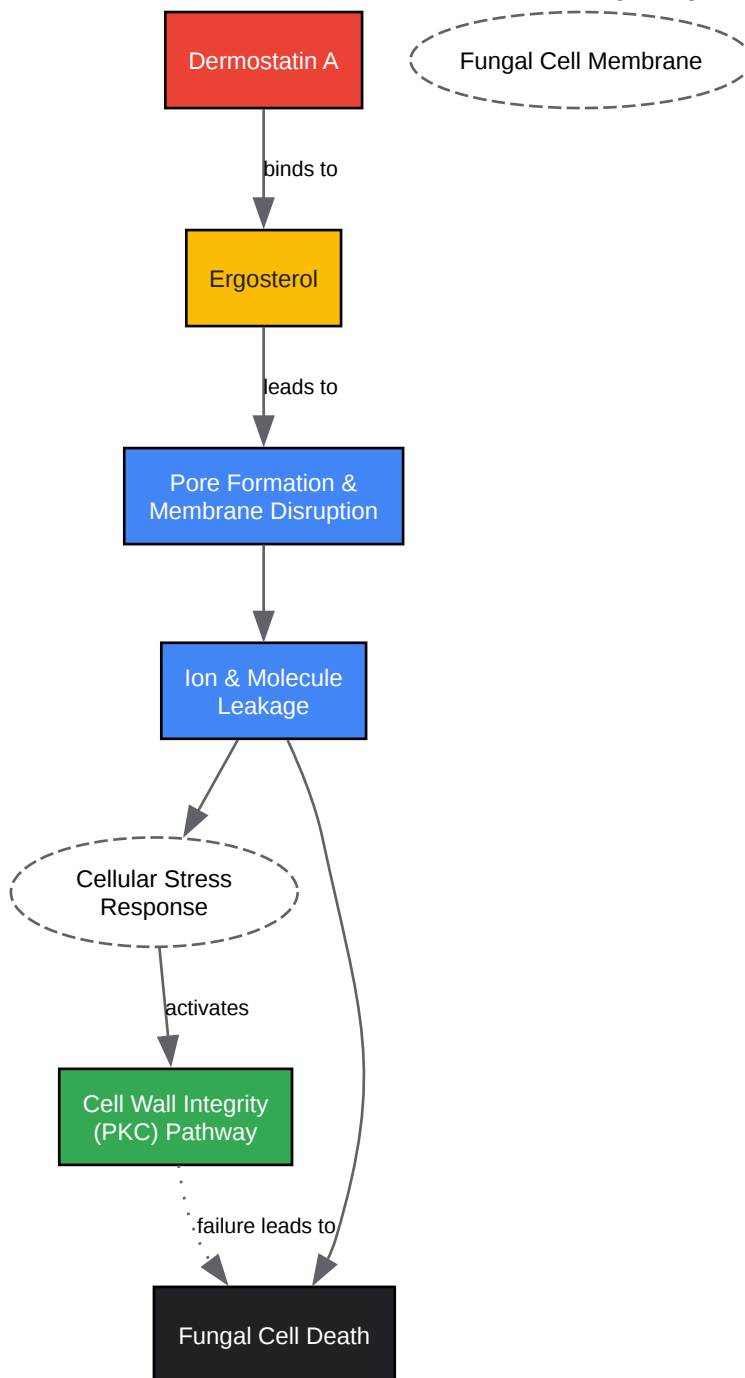 Dermostatin A
Fungal Cell Membrane
binds to
Ergosterol
leads to
Pore Formation &
Membrane Disruption
Ion & Molecule
Leakage
Cellular Stress
Response
activates
Cell Wall Integrity
(PKC) Pathway
failure leads to
Fungal Cell Death